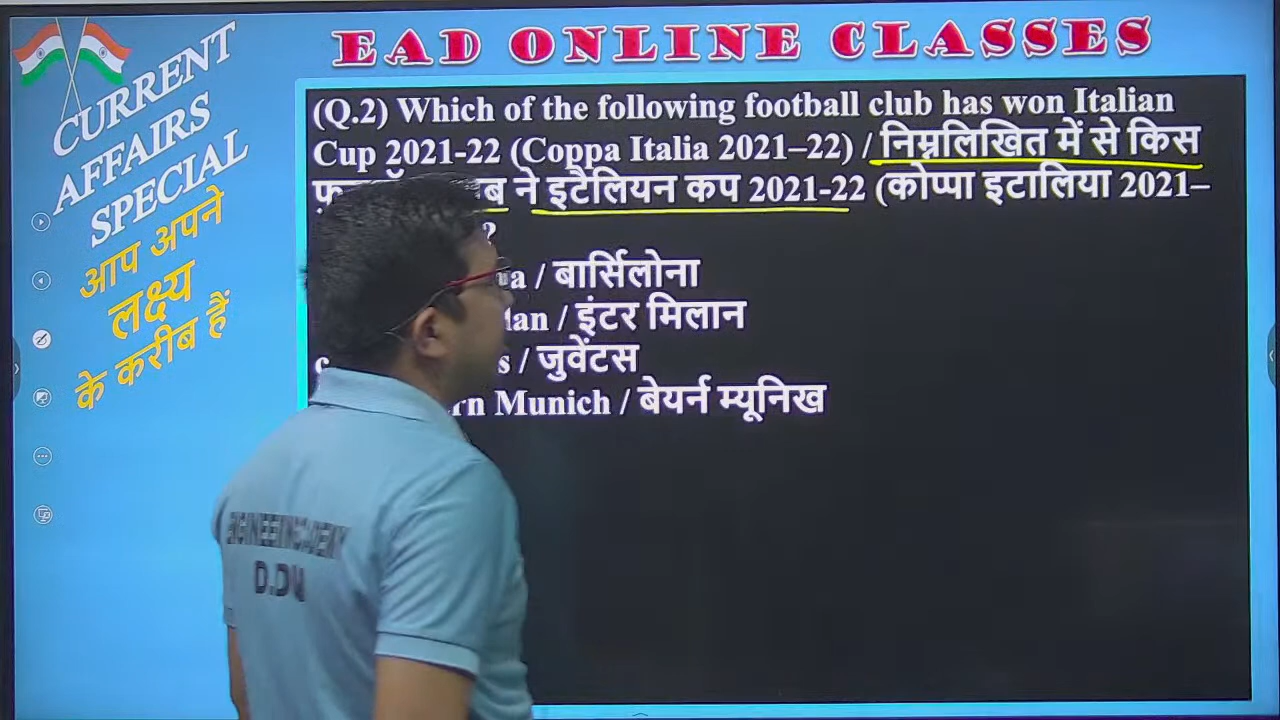 EAD ONLINE CLASSES
CURRENT
AFFAIRS
SPECIAL
आप अपने
लक्ष्य
के करीब हैं
(Q.2) Which of the following football club has won Italian
Cup 2021-22 (Coppa Italia 2021–22) / निम्नलिखित में से किस
ने इटैलियन कप 2021-22 (कोप्पा इटालिया 2021–
?
/ बार्सिलोना
/ इंटर मिलान
/ जुवेंटस
Munich / बेयर्न म्यूनिख
D.DN